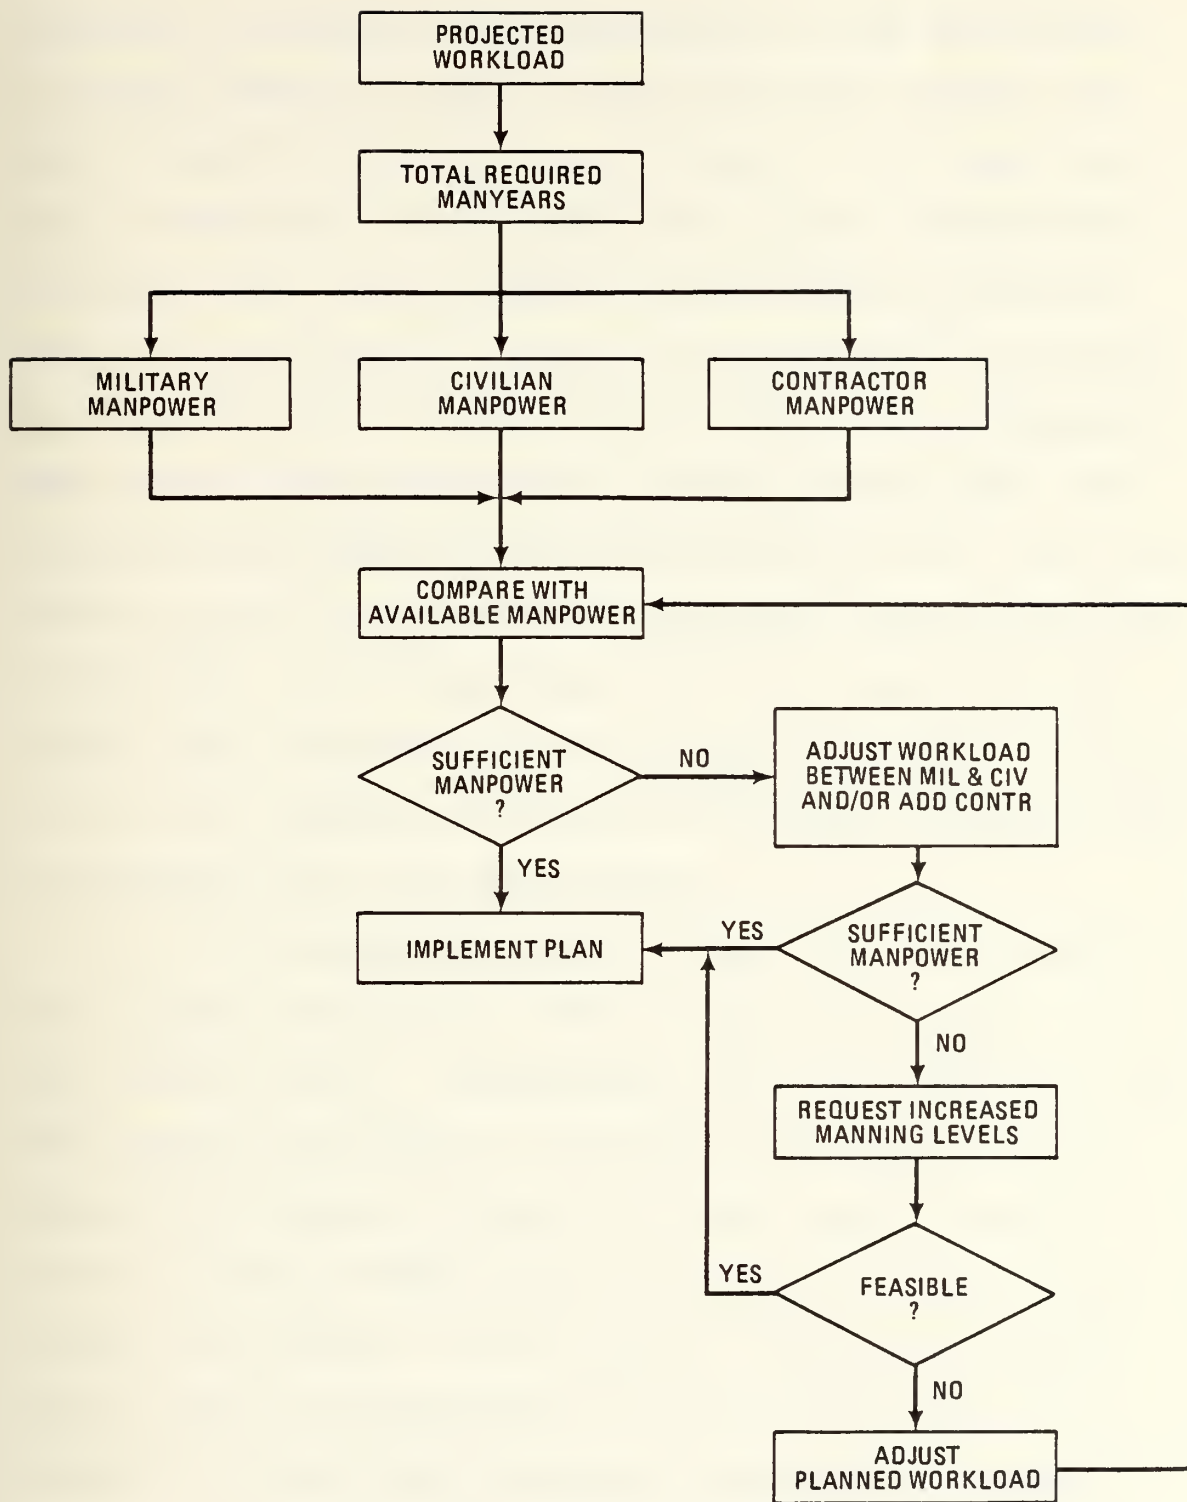 PROJECTED
WORKLOAD
TOTAL REQUIRED
MANYEARS
MILITARY
MANPOWER
CIVILIAN
MANPOWER
CONTRACTOR
MANPOWER
COMPARE WITH
AVAILABLE MANPOWER
SUFFICIENT
MANPOWER
?
NO
ADJUST WORKLOAD
BETWEEN MIL & CIV
AND/OR ADD CONTR
YES
IMPLEMENT PLAN
YES
SUFFICIENT
MANPOWER
?
NO
REQUEST INCREASED
MANNING LEVELS
YES
FEASIBLE
?
NO
ADJUST
PLANNED WORKLOAD